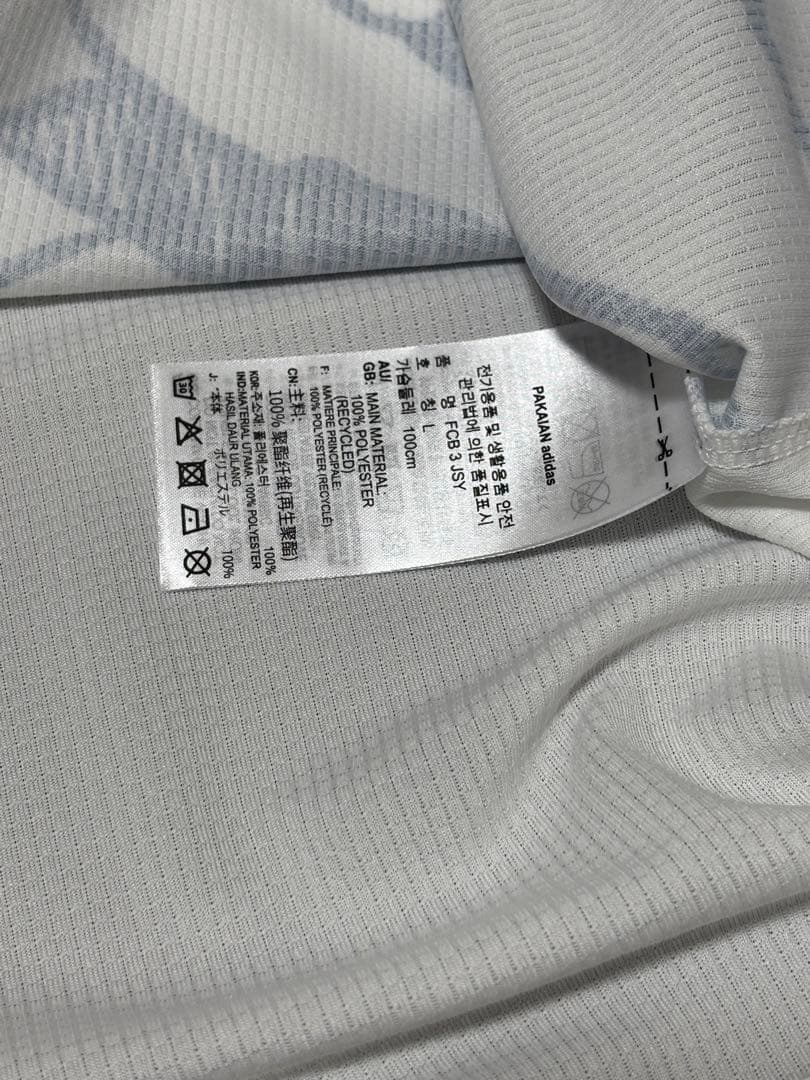 PAKAIAN adidas
전기용품 및 생활용품 안전
관리법에 의한 품질표시
품 명 FCB 3 JSY
호 칭 L
가슴둘레 100cm
AU/
GB: MAIN MATERIAL:
100% POLYESTER
(RECYCLED)
F: MATIERE PRINCIPALE:
100% POLYESTER (RECYCLÉ)
CN:主料:
100% 聚酯纤维(再生聚酯)
KOR:주소재: 폴리에스터 100%
IND:MATERIAL UTAMA: 100% POLYESTER
HASIL DAUR ULANG
J: *本体 ポリエステル 100%
30